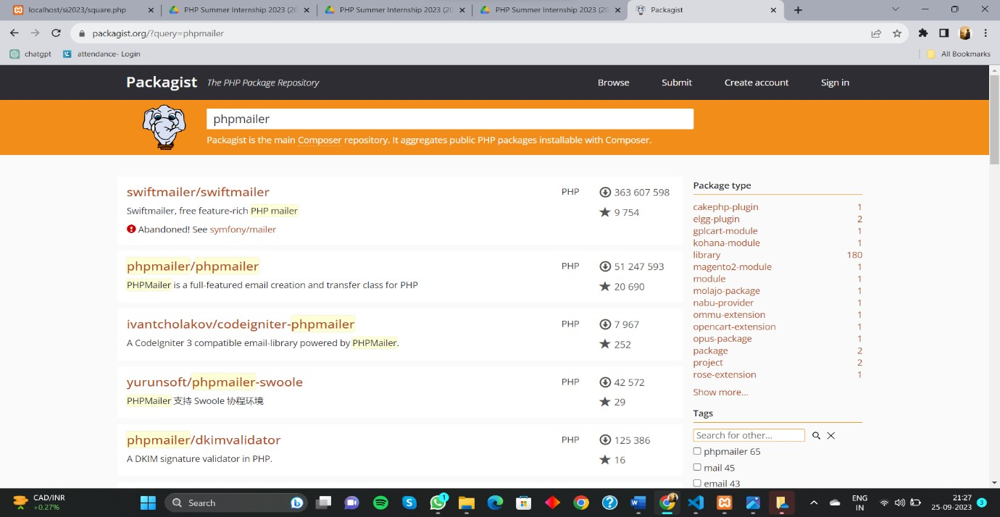 localhost/si2023/square.php
PHP Summer Internship 2023 (20
PHP Summer Internship 2023 (20
PHP Summer Internship 2023 (20
Packagist
packagist.org/?query=phpmailer
chatgpt
attendance- Login
All Bookmarks
Packagist The PHP Package Repository
Browse
Submit
Create account
Sign in
phpmailer
Packagist is the main Composer repository. It aggregates public PHP packages installable with Composer.
swiftmailer/swiftmailer
PHP
363 607 598
Swiftmailer, free feature-rich PHP mailer
9 754
Abandoned! See symfony/mailer
phpmailer/phpmailer
PHP
51 247 593
PHPMailer is a full-featured email creation and transfer class for PHP
20 690
ivantcholakov/codeigniter-phpmailer
PHP
7 967
A CodeIgniter 3 compatible email-library powered by PHPMailer.
252
yurunsoft/phpmailer-swoole
PHP
42 572
PHPMailer 支持 Swoole 协程环境
29
phpmailer/dkimvalidator
PHP
125 386
A DKIM signature validator in PHP.
16
Package type
cakephp-plugin 1
elgg-plugin 2
gplcart-module 1
kohana-module 1
library 180
magento2-module 1
module 1
molajo-package 1
nabu-provider 1
ommu-extension 1
opencart-extension 1
opus-package 1
package 2
project 2
rose-extension 1
Show more...
Tags
Search for other...
phpmailer 65
mail 45
email 43
CAD/INR
+0.27%
Search
1
ENG
IN
21:27
25-09-2023
3